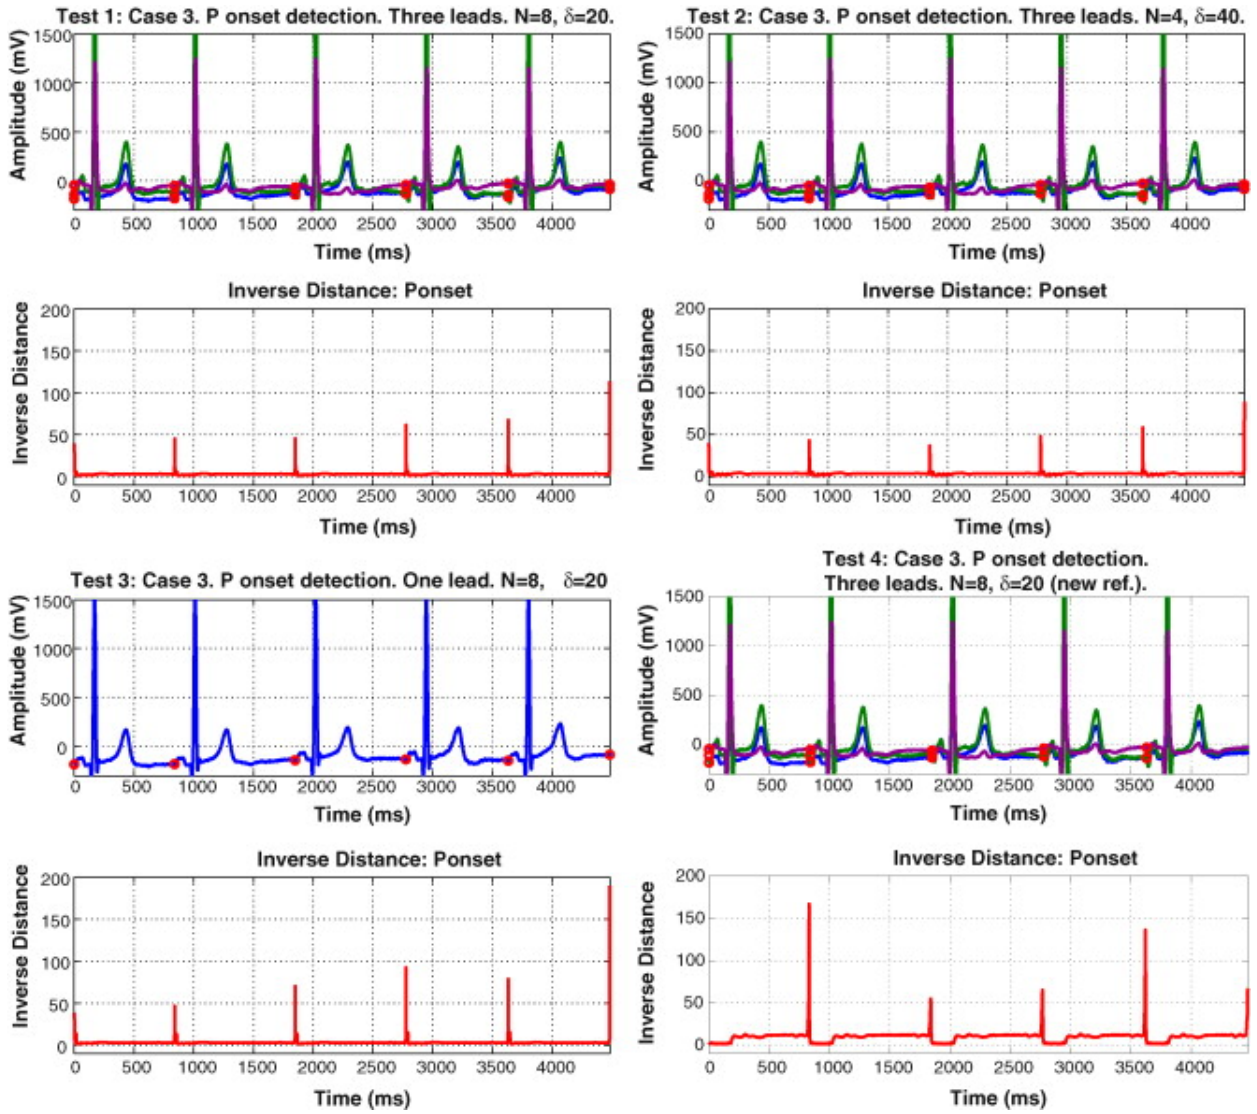 Test 1: Case 3. P onset detection. Three leads. N=8, δ=20.
1500
1000
500
0
Amplitude (mV)
0 500 1000 1500 2000 2500 3000 3500 4000
Time (ms)
Test 2: Case 3. P onset detection. Three leads. N=4, δ=40.
1500
1000
500
0
Amplitude (mV)
0 500 1000 1500 2000 2500 3000 3500 4000
Time (ms)
Inverse Distance: Ponset
200
150
100
50
0
Inverse Distance
0 500 1000 1500 2000 2500 3000 3500 4000
Time (ms)
Inverse Distance: Ponset
200
150
100
50
0
Inverse Distance
0 500 1000 1500 2000 2500 3000 3500 4000
Time (ms)
Test 3: Case 3. P onset detection. One lead. N=8, δ=20
1500
1000
500
0
Amplitude (mV)
0 500 1000 1500 2000 2500 3000 3500 4000
Time (ms)
Test 4: Case 3. P onset detection.
Three leads. N=8, δ=20 (new ref.).
1500
1000
500
0
Amplitude (mV)
0 500 1000 1500 2000 2500 3000 3500 4000
Time (ms)
Inverse Distance: Ponset
200
150
100
50
0
Inverse Distance
0 500 1000 1500 2000 2500 3000 3500 4000
Time (ms)
Inverse Distance: Ponset
200
150
100
50
0
Inverse Distance
0 500 1000 1500 2000 2500 3000 3500 4000
Time (ms)